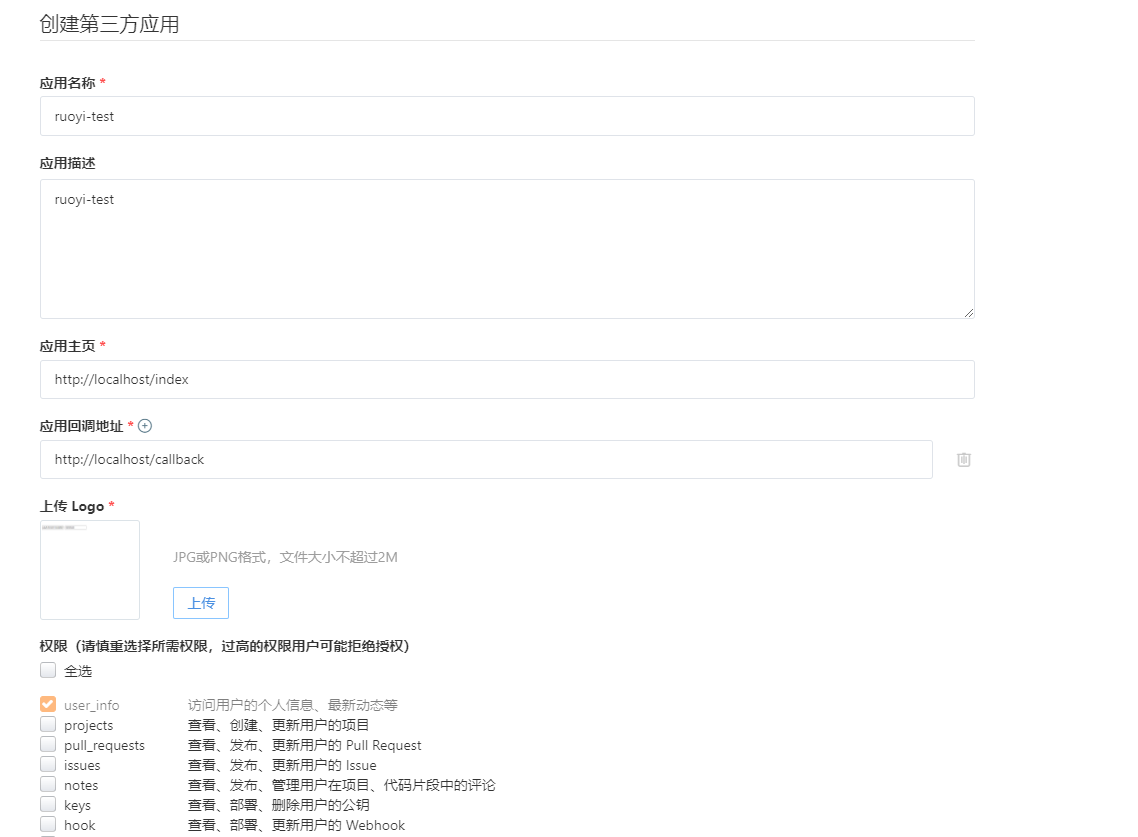 创建第三方应用
应用名称 *
ruoyi-test
应用描述
ruoyi-test
应用主页 *
http://localhost/index
应用回调地址 *
http://localhost/callback
上传 Logo *
JPG或PNG格式，文件大小不超过2M
上传
权限（请慎重选择所需权限，过高的权限用户可能拒绝授权）
全选
user_info 访问用户的个人信息、最新动态等
projects 查看、创建、更新用户的项目
pull_requests 查看、发布、更新用户的 Pull Request
issues 查看、发布、更新用户的 Issue
notes 查看、发布、管理用户在项目、代码片段中的评论
keys 查看、部署、删除用户的公钥
hook 查看、部署、更新用户的 Webhook